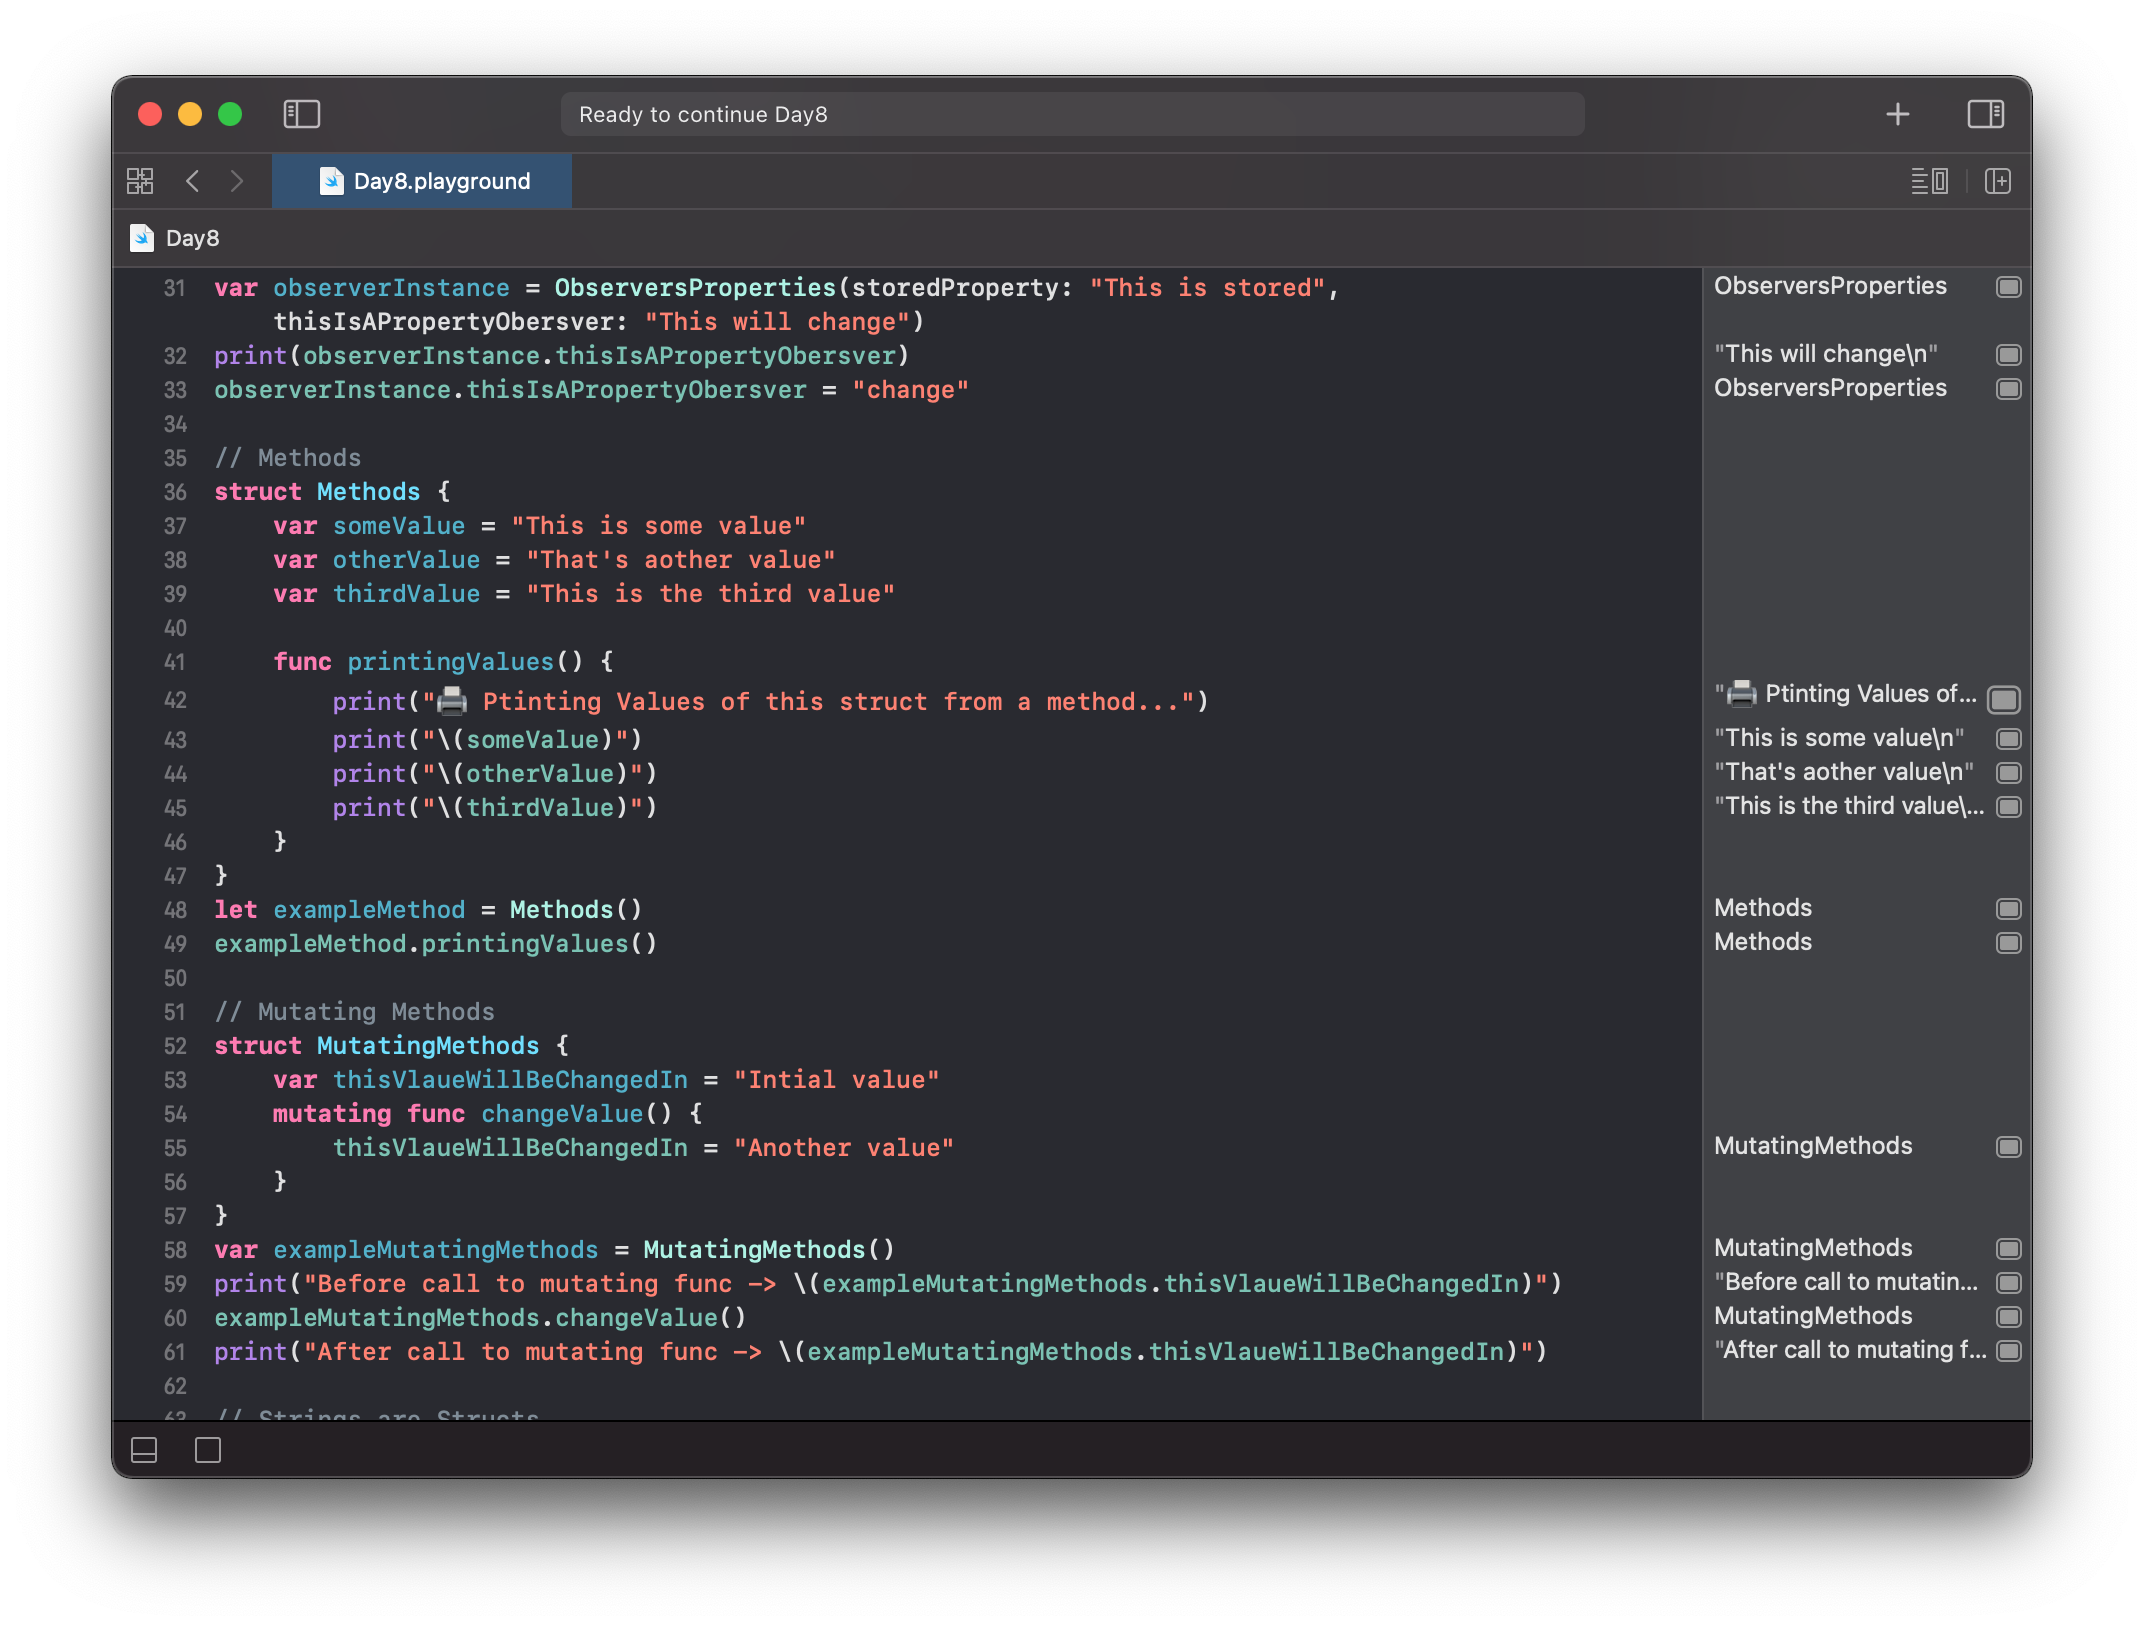 Ready to continue Day8
Day8.playground
Day8
31 var observerInstance = ObserversProperties(storedProperty: "This is stored", ObserversProperties
thisIsAPropertyObersver: "This will change")
32 print(observerInstance.thisIsAPropertyObersver) "This will change\n"
33 observerInstance.thisIsAPropertyObersver = "change" ObserversProperties
34
35 // Methods
36 struct Methods {
37 var someValue = "This is some value"
38 var otherValue = "That's aother value"
39 var thirdValue = "This is the third value"
40
41 func printingValues() {
42 print("🖨 Ptinting Values of this struct from a method...") "🖨 Ptinting Values of...
43 print("\(someValue)") "This is some value\n"
44 print("\(otherValue)") "That's aother value\n"
45 print("\(thirdValue)") "This is the third value\...
46 }
47 }
48 let exampleMethod = Methods() Methods
49 exampleMethod.printingValues() Methods
50
51 // Mutating Methods
52 struct MutatingMethods {
53 var thisVlaueWillBeChangedIn = "Intial value"
54 mutating func changeValue() {
55 thisVlaueWillBeChangedIn = "Another value" MutatingMethods
56 }
57 }
58 var exampleMutatingMethods = MutatingMethods() MutatingMethods
59 print("Before call to mutating func -> \(exampleMutatingMethods.thisVlaueWillBeChangedIn)") "Before call to mutatin...
60 exampleMutatingMethods.changeValue() MutatingMethods
61 print("After call to mutating func -> \(exampleMutatingMethods.thisVlaueWillBeChangedIn)") "After call to mutating f...
62
63 // Strings are Structs